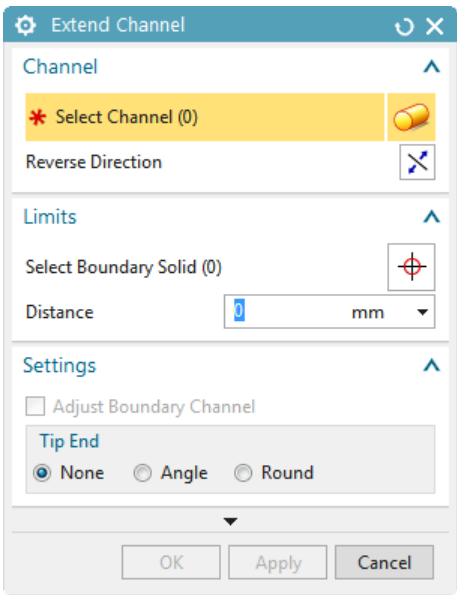 Extend Channel
Channel
* Select Channel (0)
Reverse Direction
Limits
Select Boundary Solid (0)
Distance 0 mm
Settings
Adjust Boundary Channel
Tip End
None Angle Round
OK Apply Cancel